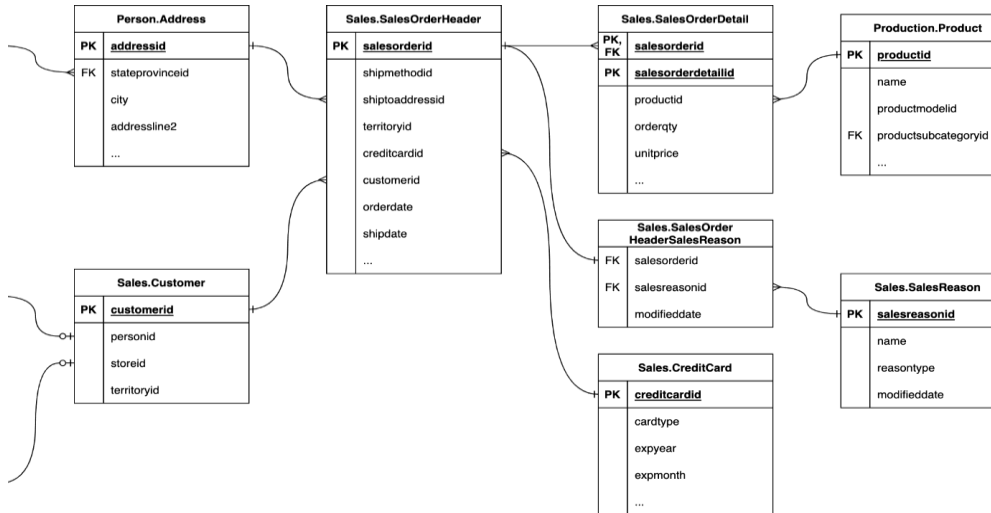 Person.Address
PK addressid
FK stateprovinceid
city
addressline2
...
Sales.Customer
PK customerid
personid
storeid
territoryid
Sales.SalesOrderHeader
PK salesorderid
shipmethodid
shiptoaddressid
territoryid
creditcardid
customerid
orderdate
shipdate
...
Sales.SalesOrderDetail
PK,
FK salesorderid
PK salesorderdetailid
productid
orderqty
unitprice
...
Sales.SalesOrder
HeaderSalesReason
FK salesorderid
FK salesreasonid
modifieddate
Sales.CreditCard
PK creditcardid
cardtype
expyear
expmonth
...
Production.Product
PK productid
name
productmodelid
FK productsubcategoryid
...
Sales.SalesReason
PK salesreasonid
name
reasontype
modifieddate